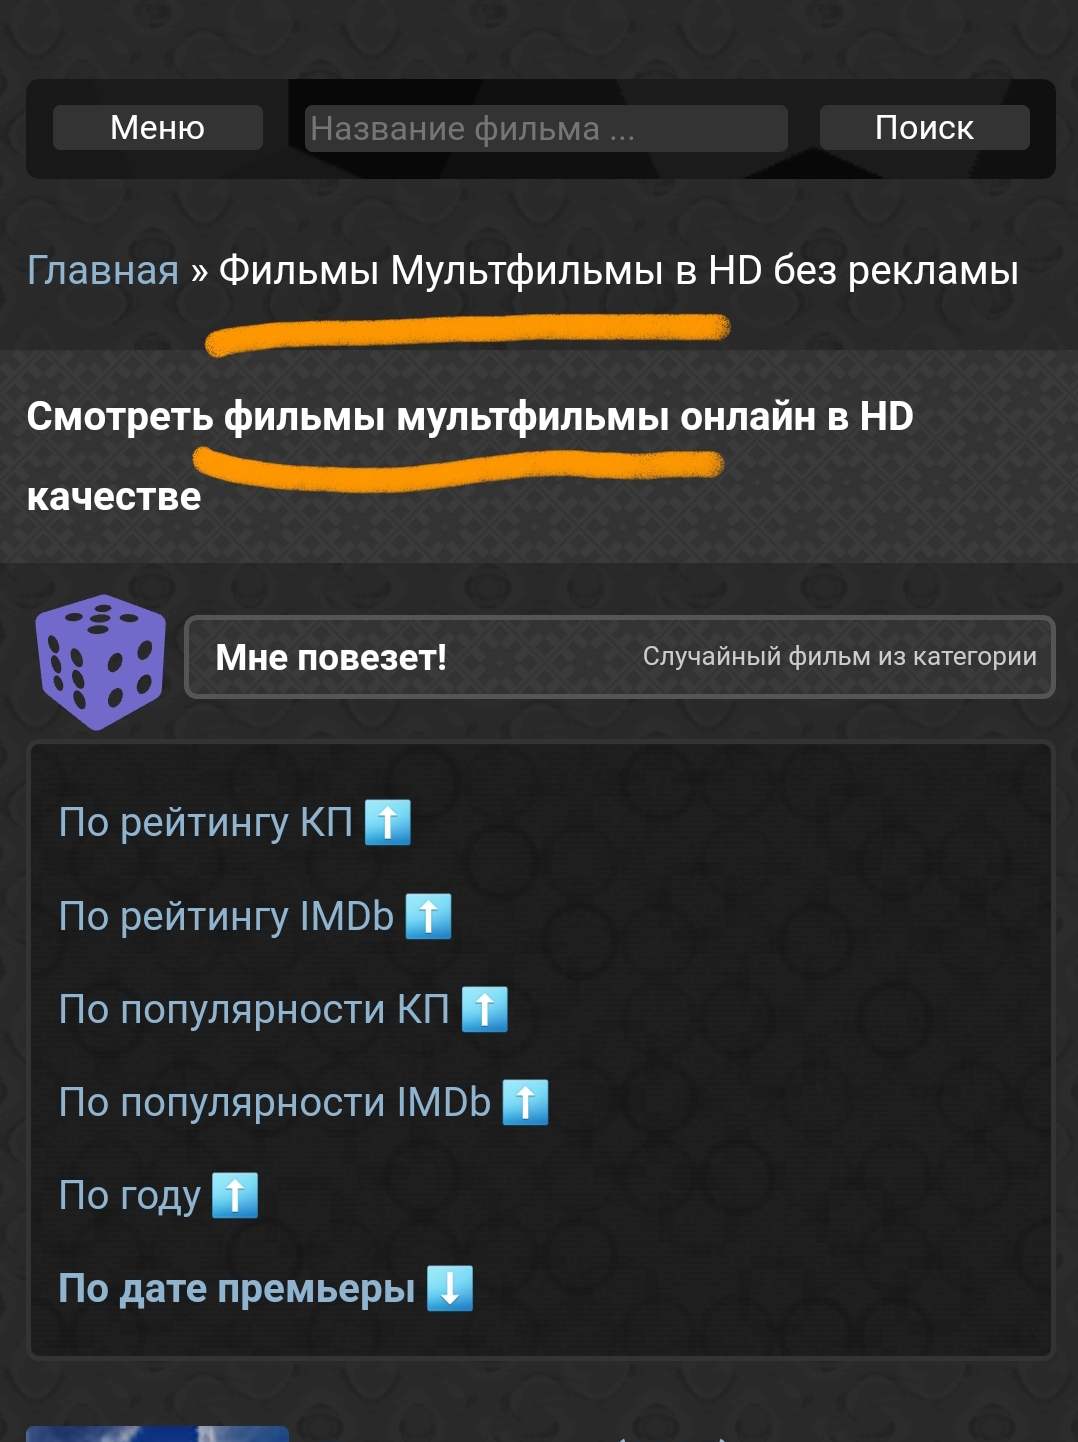 Меню
Название фильма ...
Поиск
Главная » Фильмы Мультфильмы в HD без рекламы
Смотреть фильмы мультфильмы онлайн в HD
качестве
Мне повезет!
Случайный фильм из категории
По рейтингу КП ⬆️
По рейтингу IMDb ⬆️
По популярности КП ⬆️
По популярности IMDb ⬆️
По году ⬆️
По дате премьеры ⬇️